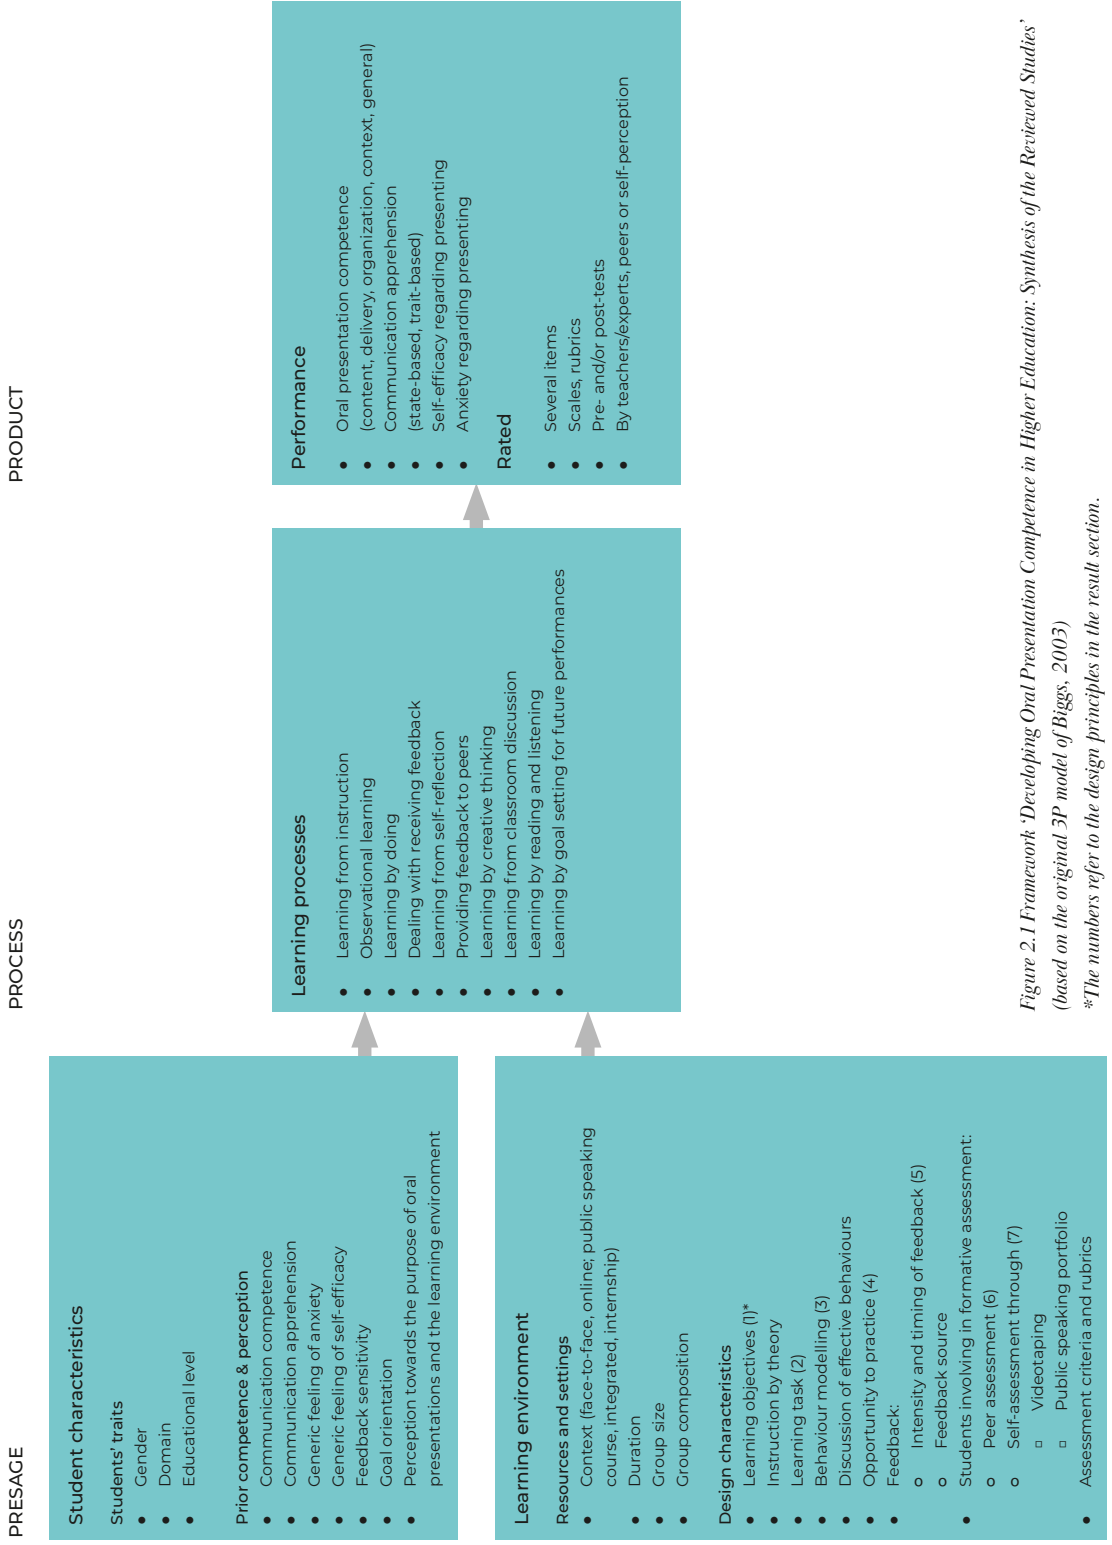 PRESAGE
Student characteristics
Students' traits
● Gender
● Domain
● Educational level
Prior competence & perception
● Communication competence
● Communication apprehension
● Generic feeling of anxiety
● Generic feeling of self-efficacy
● Feedback sensitivity
● Goal orientation
● Perception towards the purpose of oral
presentations and the learning environment
Learning environment
Resources and settings
● Context (face-to-face, online; public speaking
course, integrated, internship)
● Duration
● Group size
● Group composition
Design characteristics
● Learning objectives (1)*
● Instruction by theory
● Learning task (2)
● Behaviour modelling (3)
● Discussion of effective behaviours
● Opportunity to practice (4)
● Feedback:
o Intensity and timing of feedback (5)
o Feedback source
● Students involving in formative assessment:
o Peer assessment (6)
o Self-assessment through (7)
▫ Videotaping
▫ Public speaking portfolio
● Assessment criteria and rubrics
PROCESS
Learning processes
● Learning from instruction
● Observational learning
● Learning by doing
● Dealing with receiving feedback
● Learning from self-reflection
● Providing feedback to peers
● Learning by creative thinking
● Learning from classroom discussion
● Learning by reading and listening
● Learning by goal setting for future performances
PRODUCT
Performance
● Oral presentation competence
● (content, delivery, organization, context, general)
● Communication apprehension
● (state-based, trait-based)
● Self-efficacy regarding presenting
● Anxiety regarding presenting
Rated
● Several items
● Scales, rubrics
● Pre- and/or post-tests
● By teachers/experts, peers or self-perception
Figure 2.1 Framework 'Developing Oral Presentation Competence in Higher Education: Synthesis of the Reviewed Studies'
(based on the original 3P model of Biggs, 2003)
*The numbers refer to the design principles in the result section.